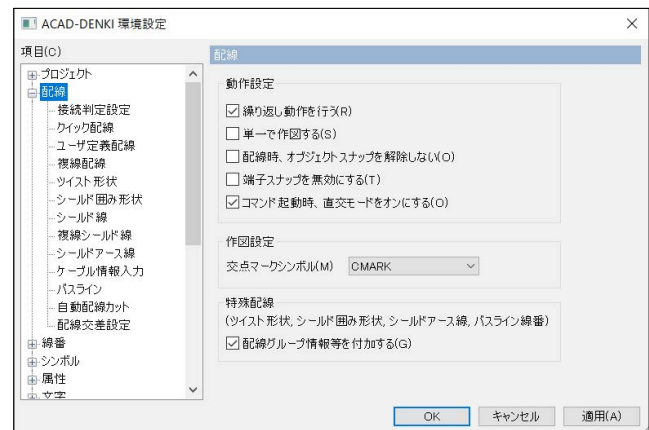 ACAD-DENKI 環境設定
項目(C)
プロジェクト
配線
接続判定設定
クイック配線
ユーザ定義配線
複線配線
ツイスト形状
シールド囲み形状
シールド線
複線シールド線
シールドアース線
ケーブル情報入力
パスライン
自動配線カット
配線交差設定
線番
シンボル
属性
文字
配線
動作設定
繰り返し動作を行う(R)
単一で作図する(S)
配線時、オブジェクトスナップを解除しない(O)
端子スナップを無効にする(T)
コマンド起動時、直交モードをオンにする(O)
作図設定
交点マークシンボル(M) CMARK
特殊配線
(ツイスト形状, シールド囲み形状, シールドアース線, パスライン線番)
配線グループ情報等を付加する(G)
OK キャンセル 適用(A)